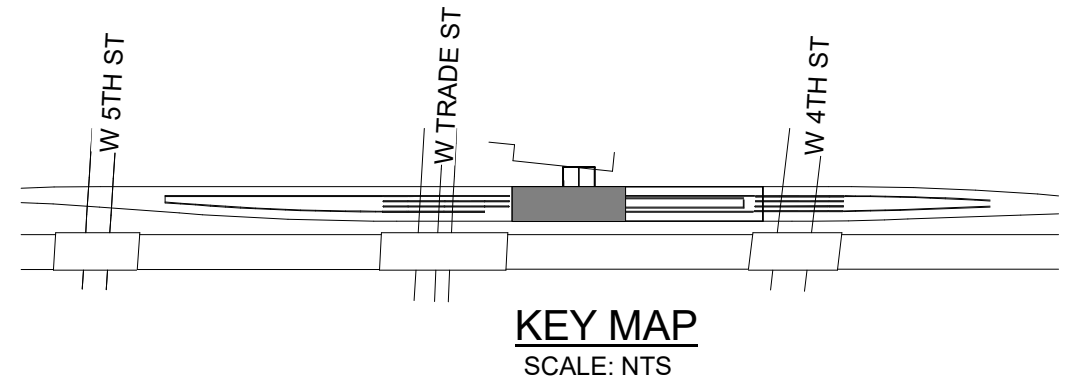 W 5TH ST
W TRADE ST
W 4TH ST
KEY MAP
SCALE: NTS